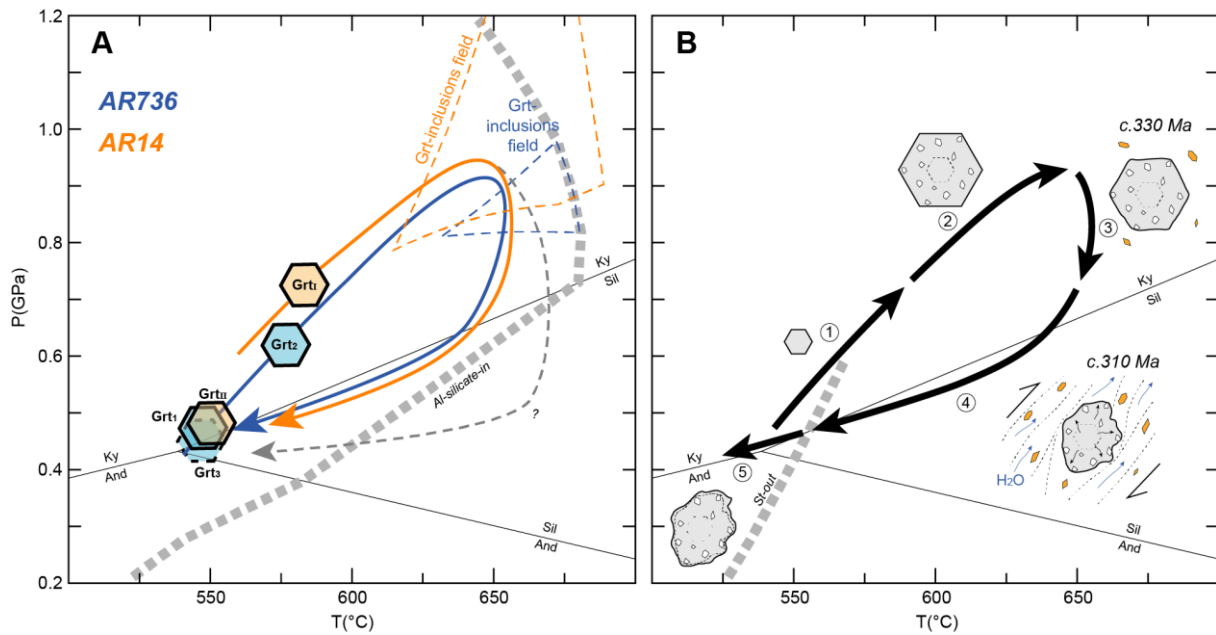 A
AR736
AR14
Grt-inclusions field
Grt-
inclusions
field
GrtI
Grt2
GrtII
Grt1
Grt3
Ky
Sil
Al-silicate-in
?
Ky
And
Sil
And
1.2
1.0
0.8
0.6
0.4
0.2
P(GPa)
550
600
650
T(°C)
B
c.330 Ma
2
3
Ky
Sil
1
c.310 Ma
4
H2O
Ky
And
5
St-out
Sil
And
550
600
650
T(°C)